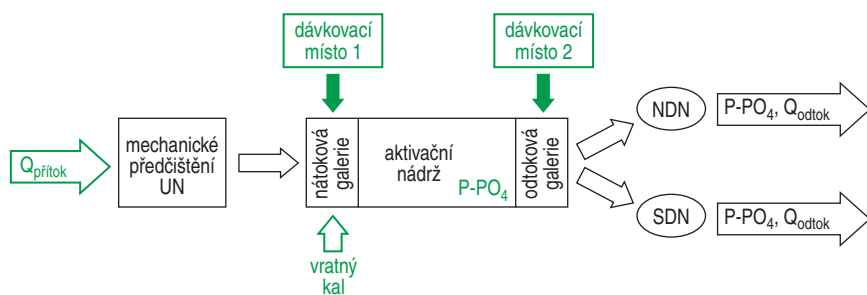 dávkovací
místo 1
dávkovací
místo 2
Qpřítok
mechanické
předčištění
UN
nátoková
galerie
aktivační
nádrž
P-PO4
odtoková
galerie
NDN
P-PO4, Qodtok
SDN
P-PO4, Qodtok
vratný
kal